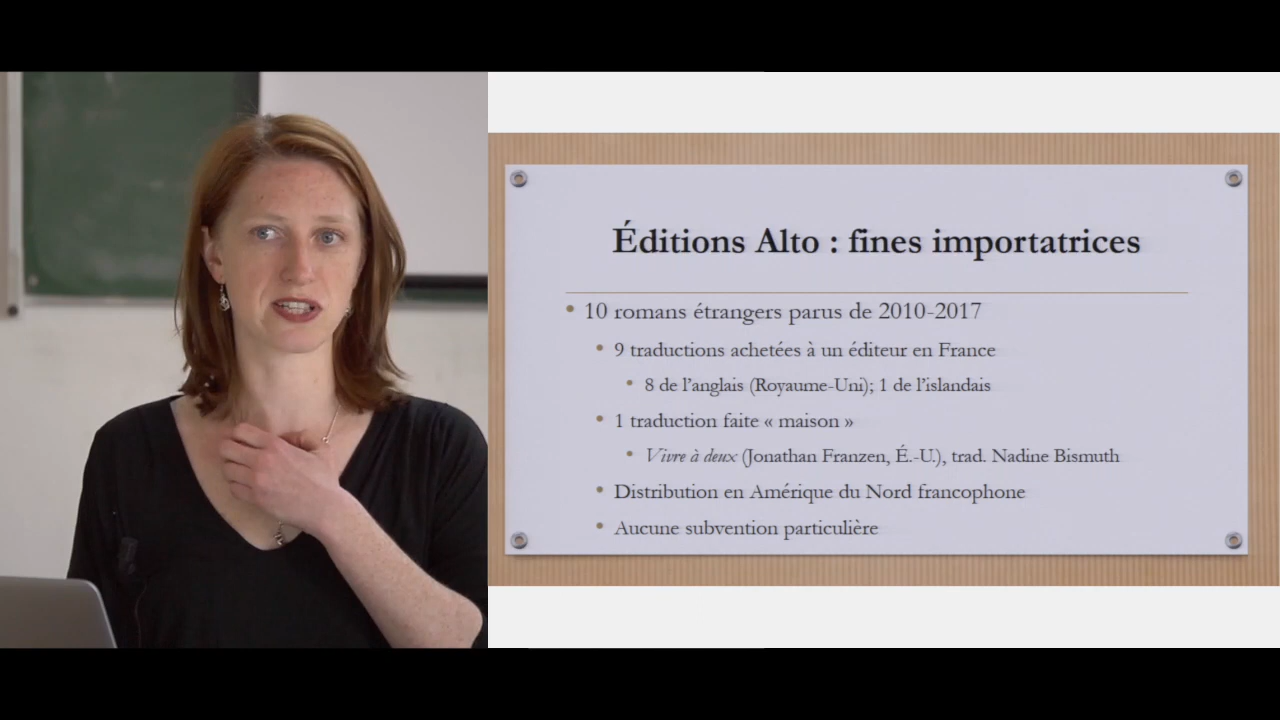 Éditions Alto : fines importatrices
• 10 romans étrangers parus de 2010-2017
• 9 traductions achetées à un éditeur en France
• 8 de l'anglais (Royaume-Uni); 1 de l'islandais
• 1 traduction faite « maison »
• Vivre à deux (Jonathan Franzen, É.-U.), trad. Nadine Bismuth
• Distribution en Amérique du Nord francophone
• Aucune subvention particulière